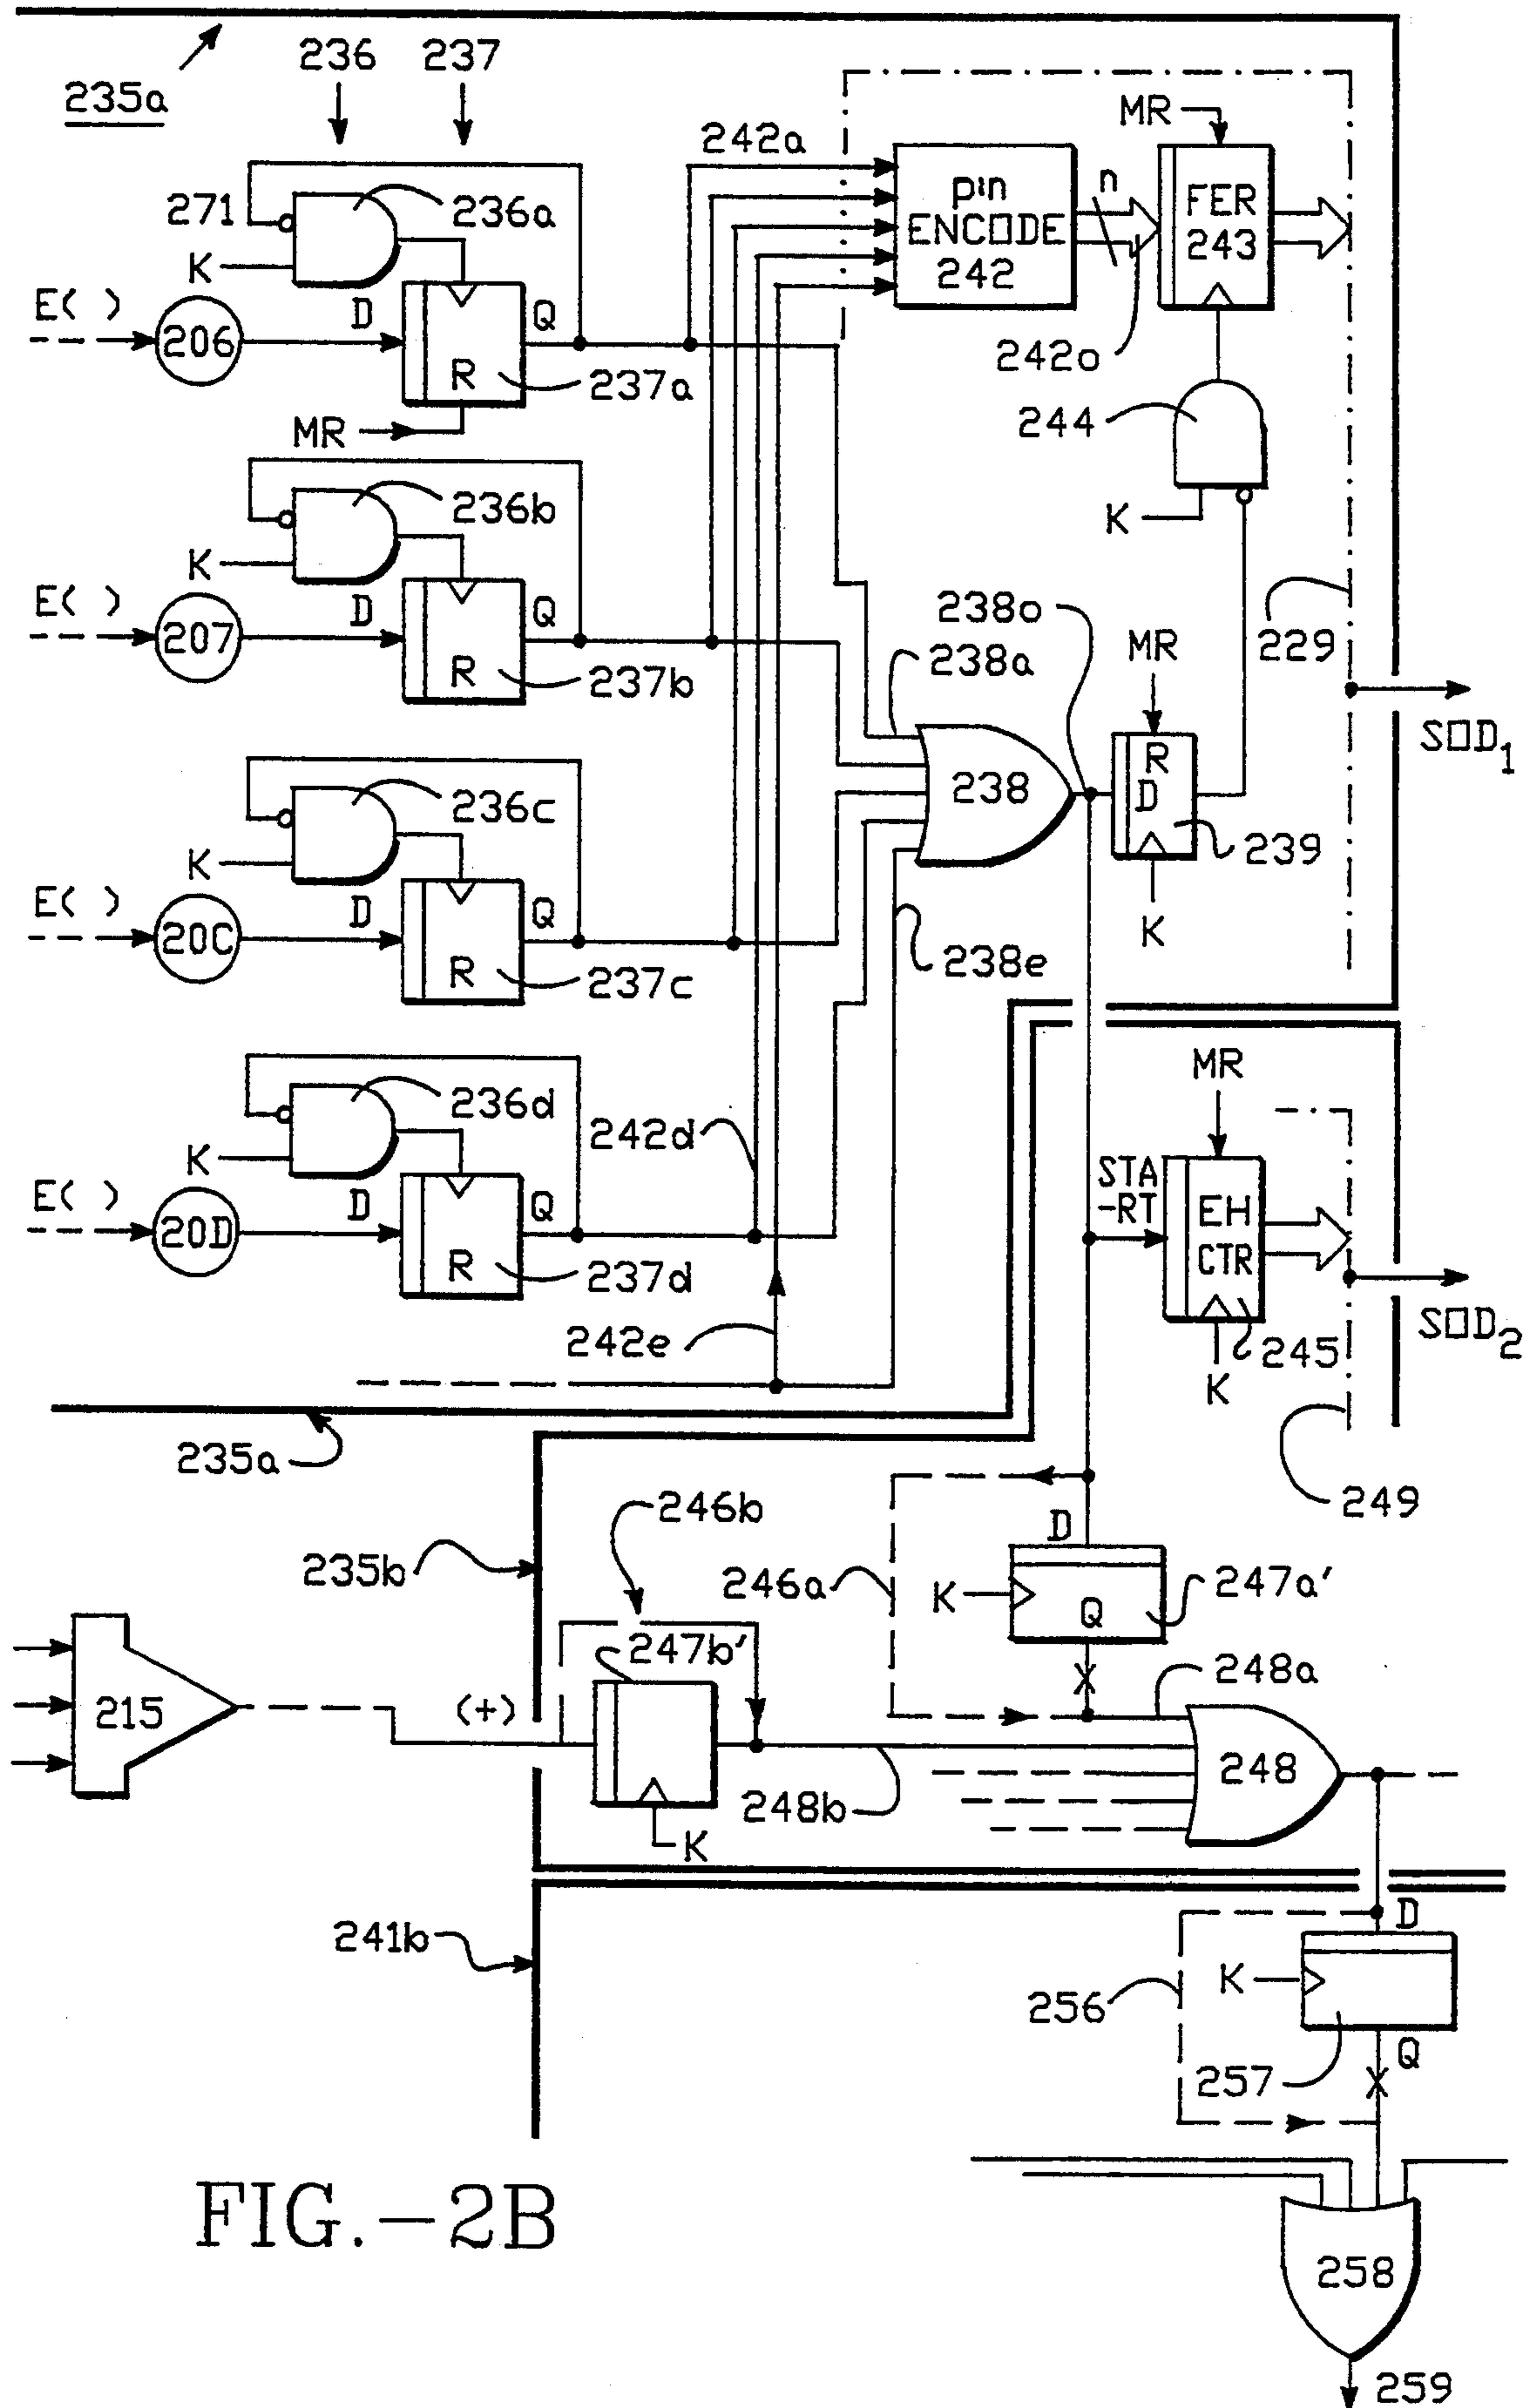 235a
236 237
271
236a
K
E( )
206
D
Q
R
237a
MR
242a
pin
ENCODE
242
n
242o
MR
FER
243
244
K
229
236b
K
E( )
207
D
Q
R
237b
238o
238a
238
MR
R
D
239
K
238e
SOD1
236c
K
E( )
20C
D
Q
R
237c
236d
K
E( )
20D
D
Q
R
237d
242d
242e
235a
MR
STA
-RT
EH
CTR
245
K
SOD2
249
235b
246b
246a
D
K
Q
247a'
215
(+)
247b'
K
248a
248b
248
241b
D
256
K
257
Q
258
259
FIG.-2B